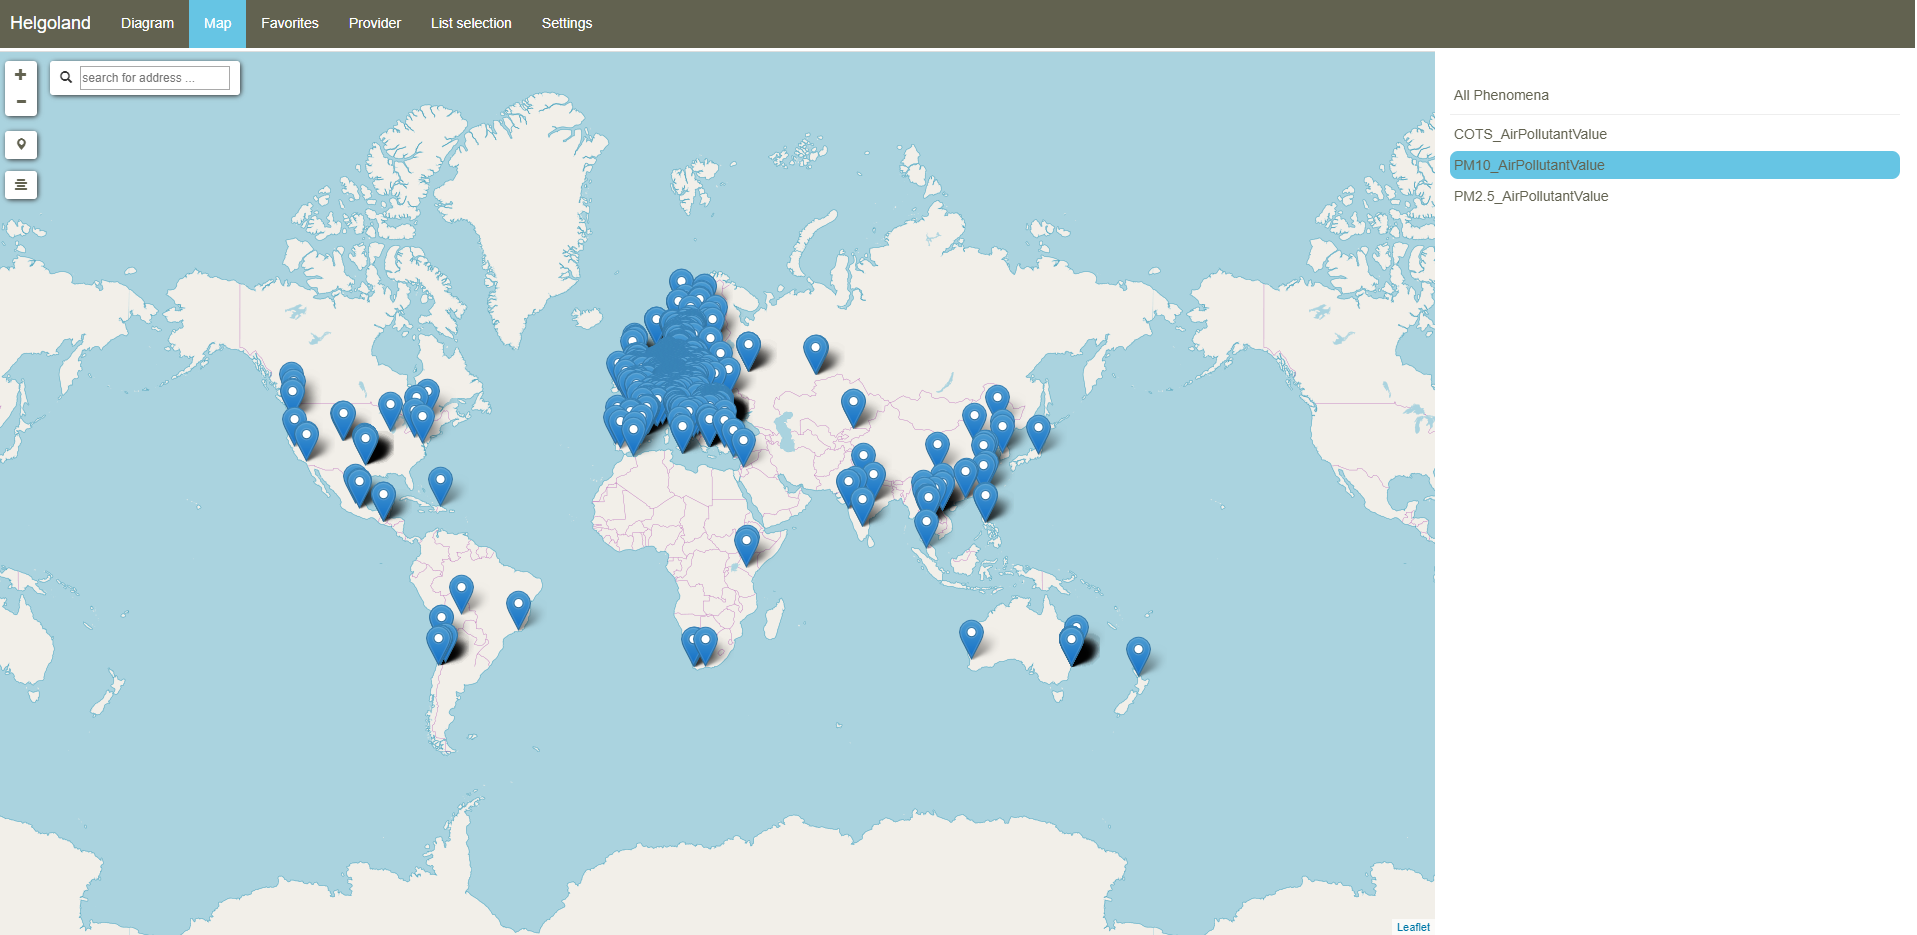 Helgoland Diagram Map Favorites Provider List selection Settings
search for address ...
All Phenomena
COTS_AirPollutantValue
PM10_AirPollutantValue
PM2.5_AirPollutantValue
Leaflet